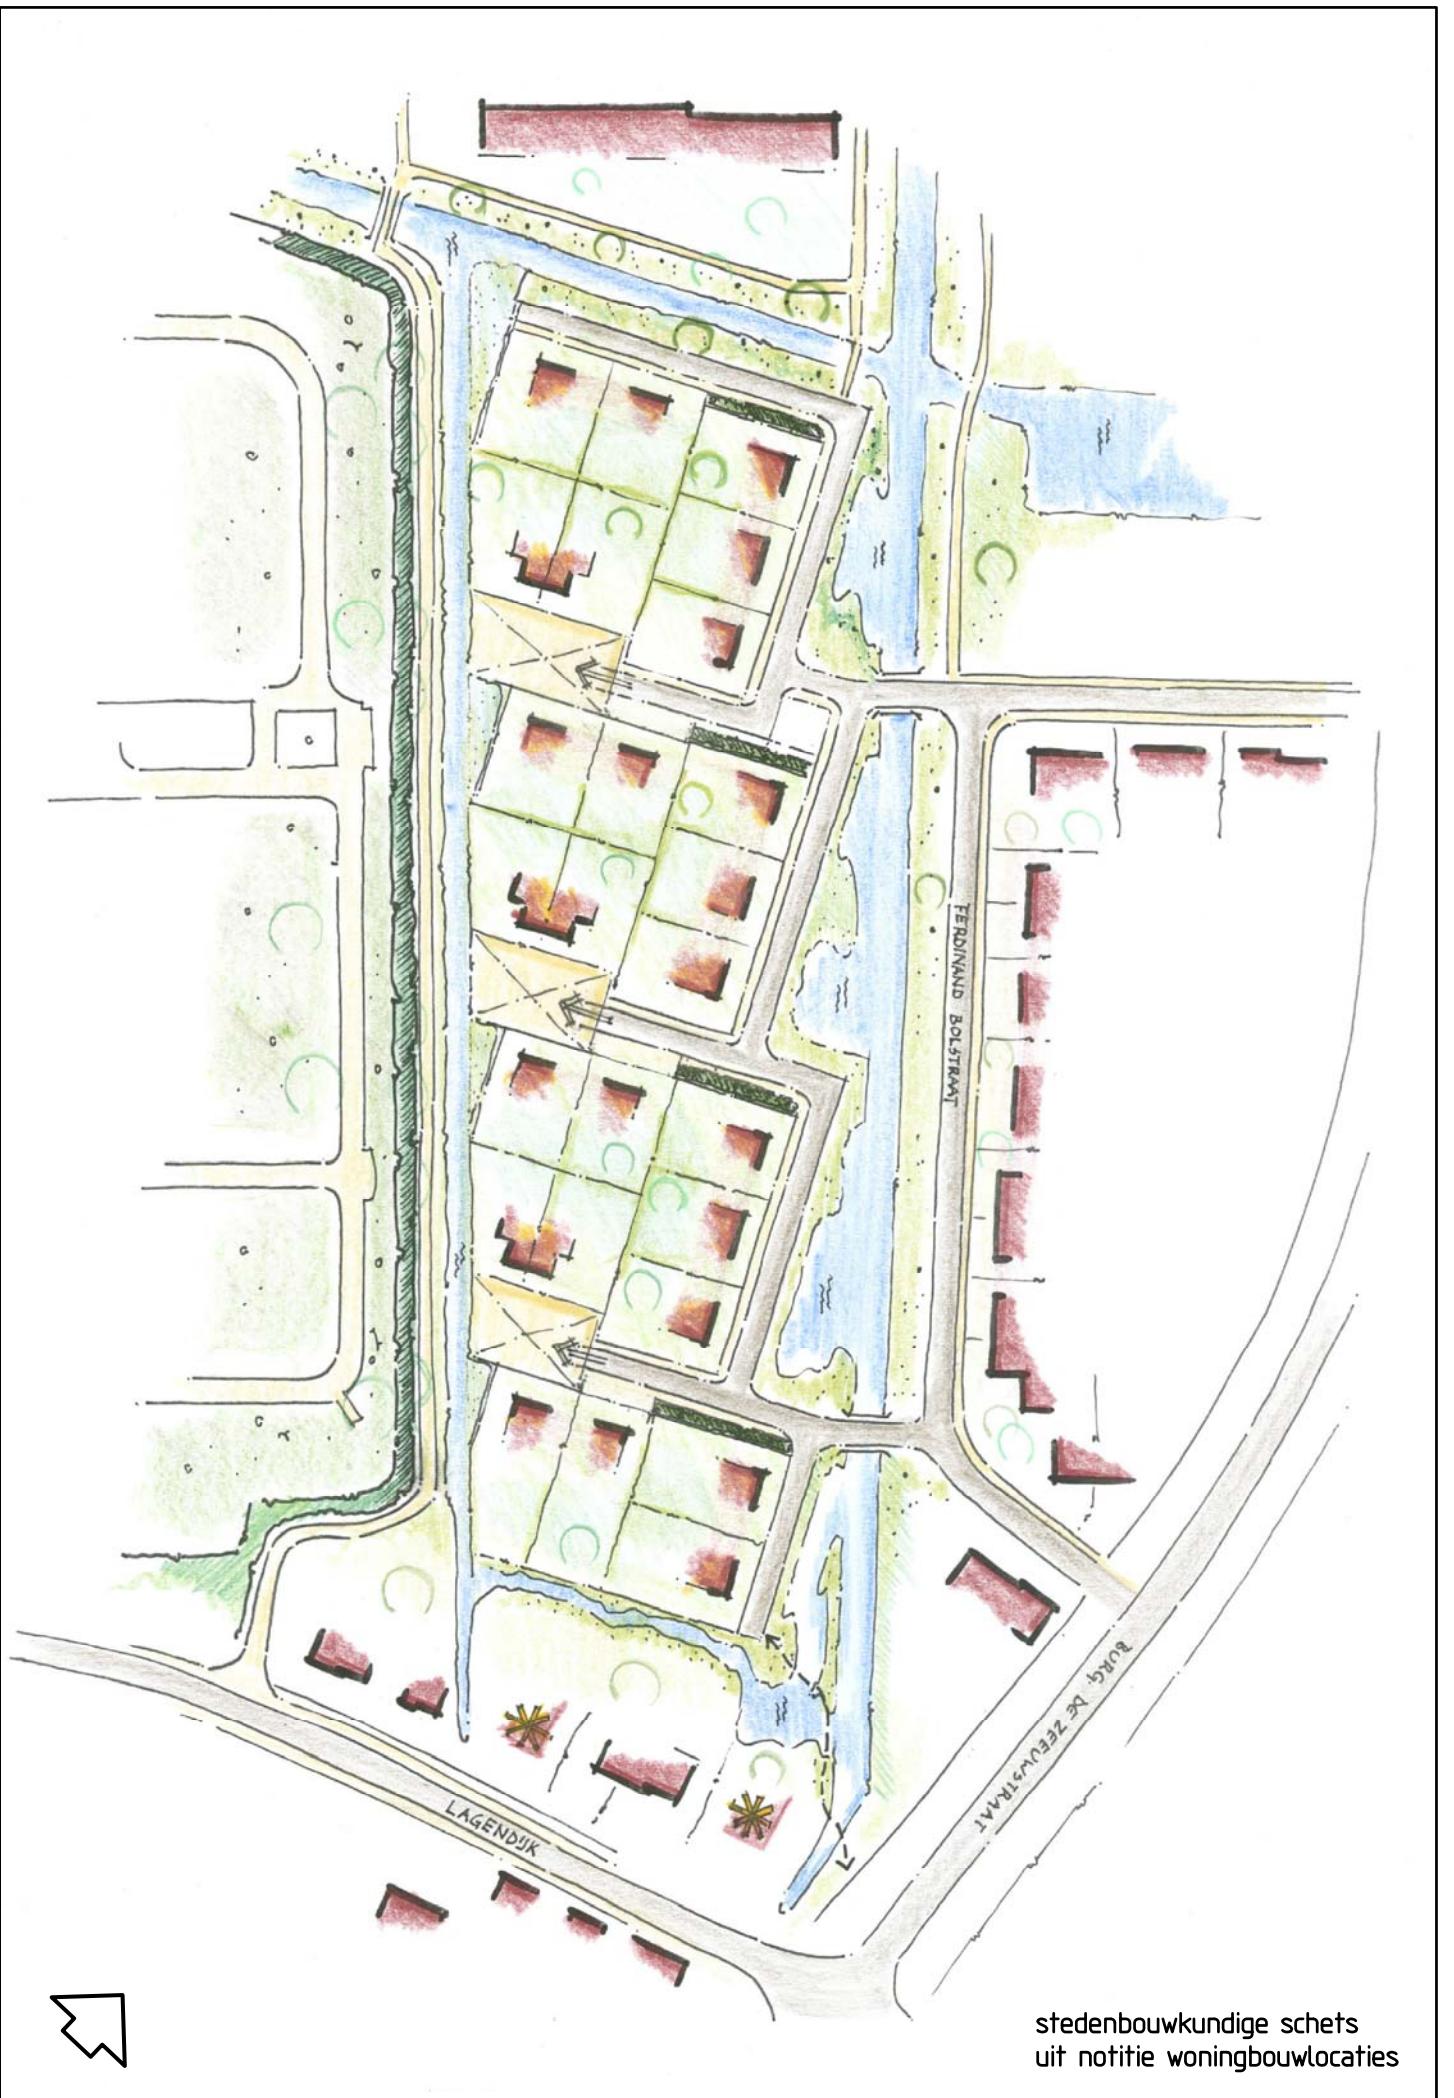 FERDINAND BOLSTRAAT
BURG. DE ZEEUWSTRAAT
LAGENDIJK
stedenbouwkundige schets
uit notitie woningbouwlocaties